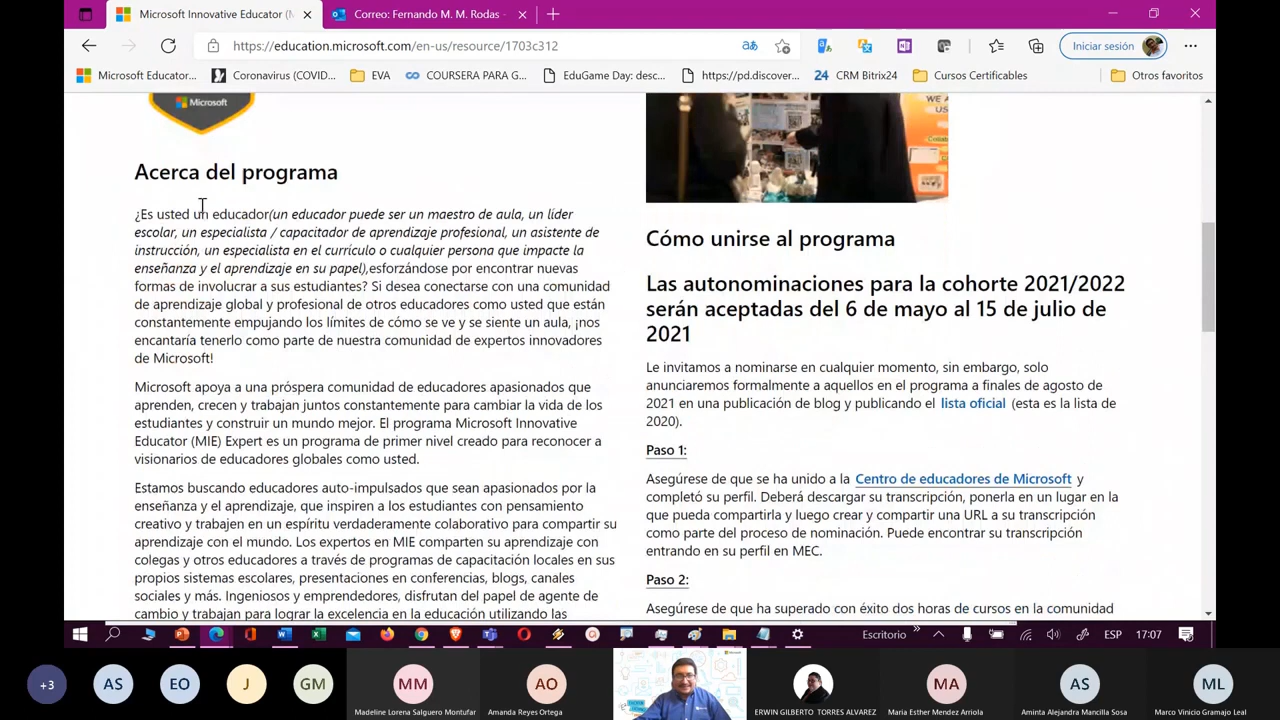 Microsoft Innovative Educator (M
Correo: Fernando M. M. Rodas -
https://education.microsoft.com/en-us/resource/1703c312
Iniciar sesión
Microsoft Educator...
Coronavirus (COVID...
EVA
COURSERA PARA G...
EduGame Day: desc...
https://pd.discover...
24 CRM Bitrix24
Cursos Certificables
Otros favoritos
Microsoft
Acerca del programa
¿Es usted un educador(un educador puede ser un maestro de aula, un líder
escolar, un especialista / capacitador de aprendizaje profesional, un asistente de
instrucción, un especialista en el currículo o cualquier persona que impacte la
enseñanza y el aprendizaje en su papel),esforzándose por encontrar nuevas
formas de involucrar a sus estudiantes? Si desea conectarse con una comunidad
de aprendizaje global y profesional de otros educadores como usted que están
constantemente empujando los límites de cómo se ve y se siente un aula, ¡nos
encantaría tenerlo como parte de nuestra comunidad de expertos innovadores
de Microsoft!
Microsoft apoya a una próspera comunidad de educadores apasionados que
aprenden, crecen y trabajan juntos constantemente para cambiar la vida de los
estudiantes y construir un mundo mejor. El programa Microsoft Innovative
Educator (MIE) Expert es un programa de primer nivel creado para reconocer a
visionarios de educadores globales como usted.
Estamos buscando educadores auto-impulsados que sean apasionados por la
enseñanza y el aprendizaje, que inspiren a los estudiantes con pensamiento
creativo y trabajen en un espíritu verdaderamente colaborativo para compartir su
aprendizaje con el mundo. Los expertos en MIE comparten su aprendizaje con
colegas y otros educadores a través de programas de capacitación locales en sus
propios sistemas escolares, presentaciones en conferencias, blogs, canales
sociales y más. Ingeniosos y emprendedores, disfrutan del papel de agente de
cambio y trabajan para lograr la excelencia en la educación utilizando las
WE A
US
Cómo unirse al programa
Las autonominaciones para la cohorte 2021/2022
serán aceptadas del 6 de mayo al 15 de julio de
2021
Le invitamos a nominarse en cualquier momento, sin embargo, solo
anunciaremos formalmente a aquellos en el programa a finales de agosto de
2021 en una publicación de blog y publicando el lista oficial (esta es la lista de
2020).
Paso 1:
Asegúrese de que se ha unido a la Centro de educadores de Microsoft y
completó su perfil. Deberá descargar su transcripción, ponerla en un lugar en la
que pueda compartirla y luego crear y compartir una URL a su transcripción
como parte del proceso de nominación. Puede encontrar su transcripción
entrando en su perfil en MEC.
Paso 2:
Asegúrese de que ha superado con éxito dos horas de cursos en la comunidad
Escritorio
ESP
17:07
+3
AS
EO
J
GM
MM
Madeline Lorena Salguero Montufar
AO
Amanda Reyes Ortega
ERWIN GILBERTO TORRES ALVAREZ
MA
Maria Esther Mendez Arriola
AS
Aminta Alejandra Mancilla Sosa
ML
Marco Vinicio Gramajo Leal